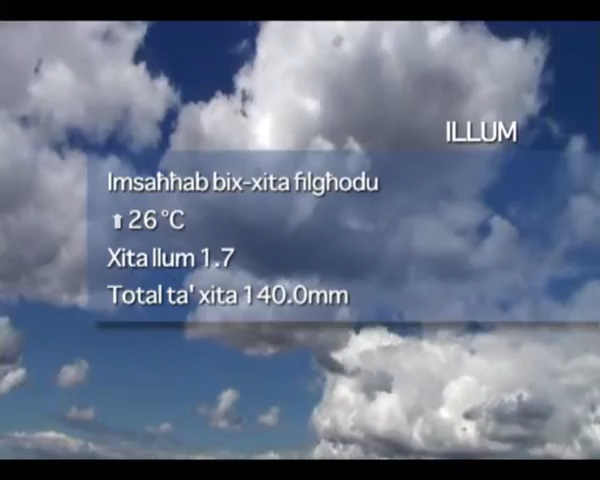 ILLUM
Imsaħħab bix-xita filgħodu
⬆26°C
Xita llum 1.7
Total ta' xita 140.0mm